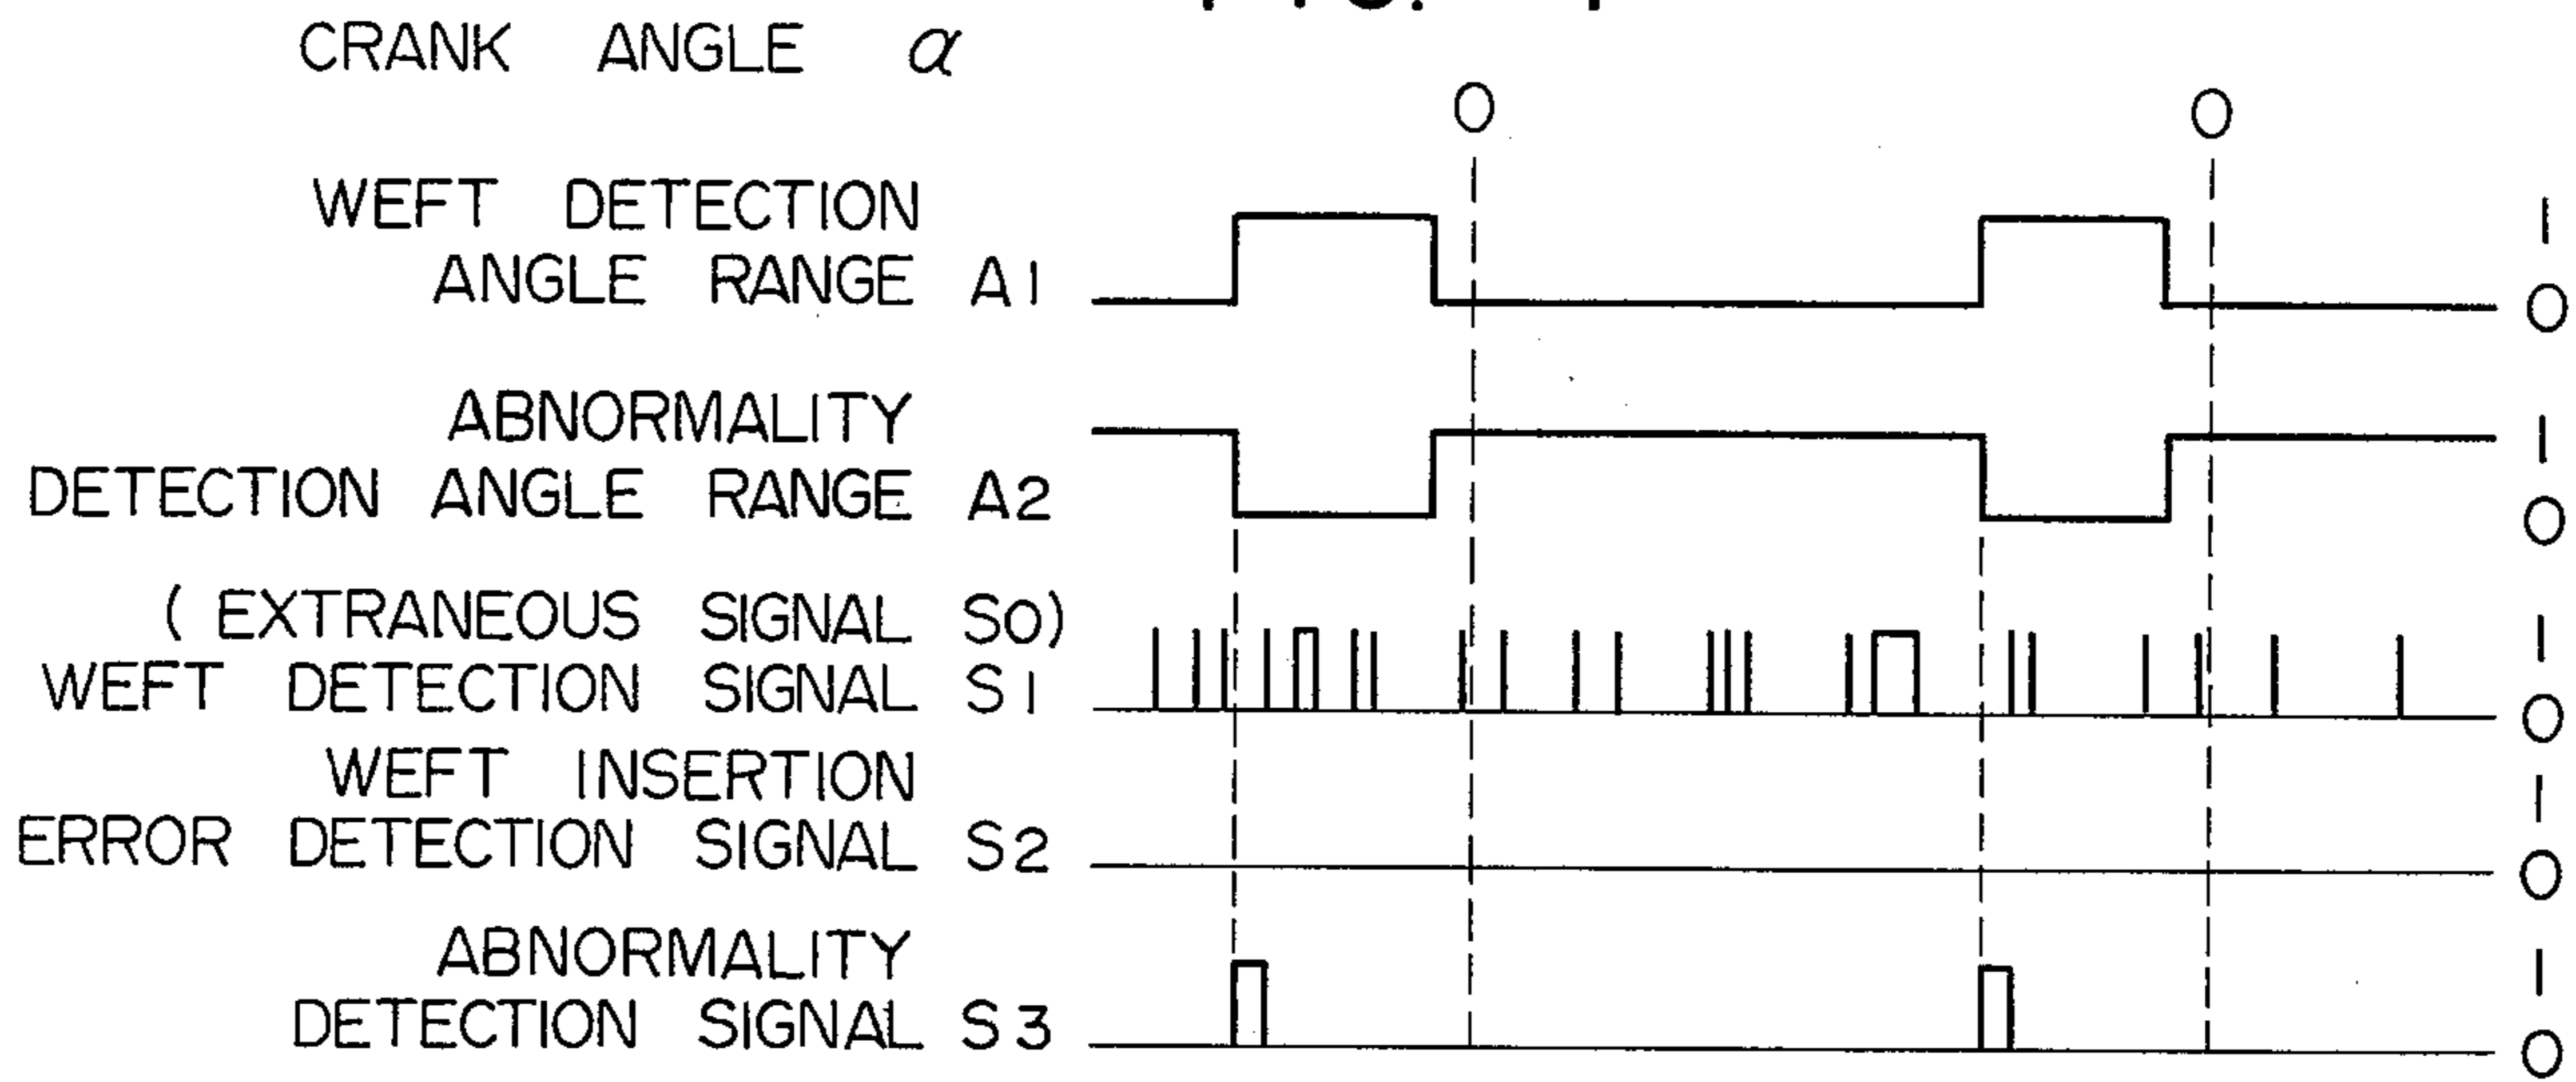 CRANK ANGLE α
0 0
WEFT DETECTION
ANGLE RANGE A1
1
0
ABNORMALITY
DETECTION ANGLE RANGE A2
1
0
(EXTRANEOUS SIGNAL S0)
WEFT DETECTION SIGNAL S1
1
0
WEFT INSERTION
ERROR DETECTION SIGNAL S2
1
0
ABNORMALITY
DETECTION SIGNAL S3
1
0